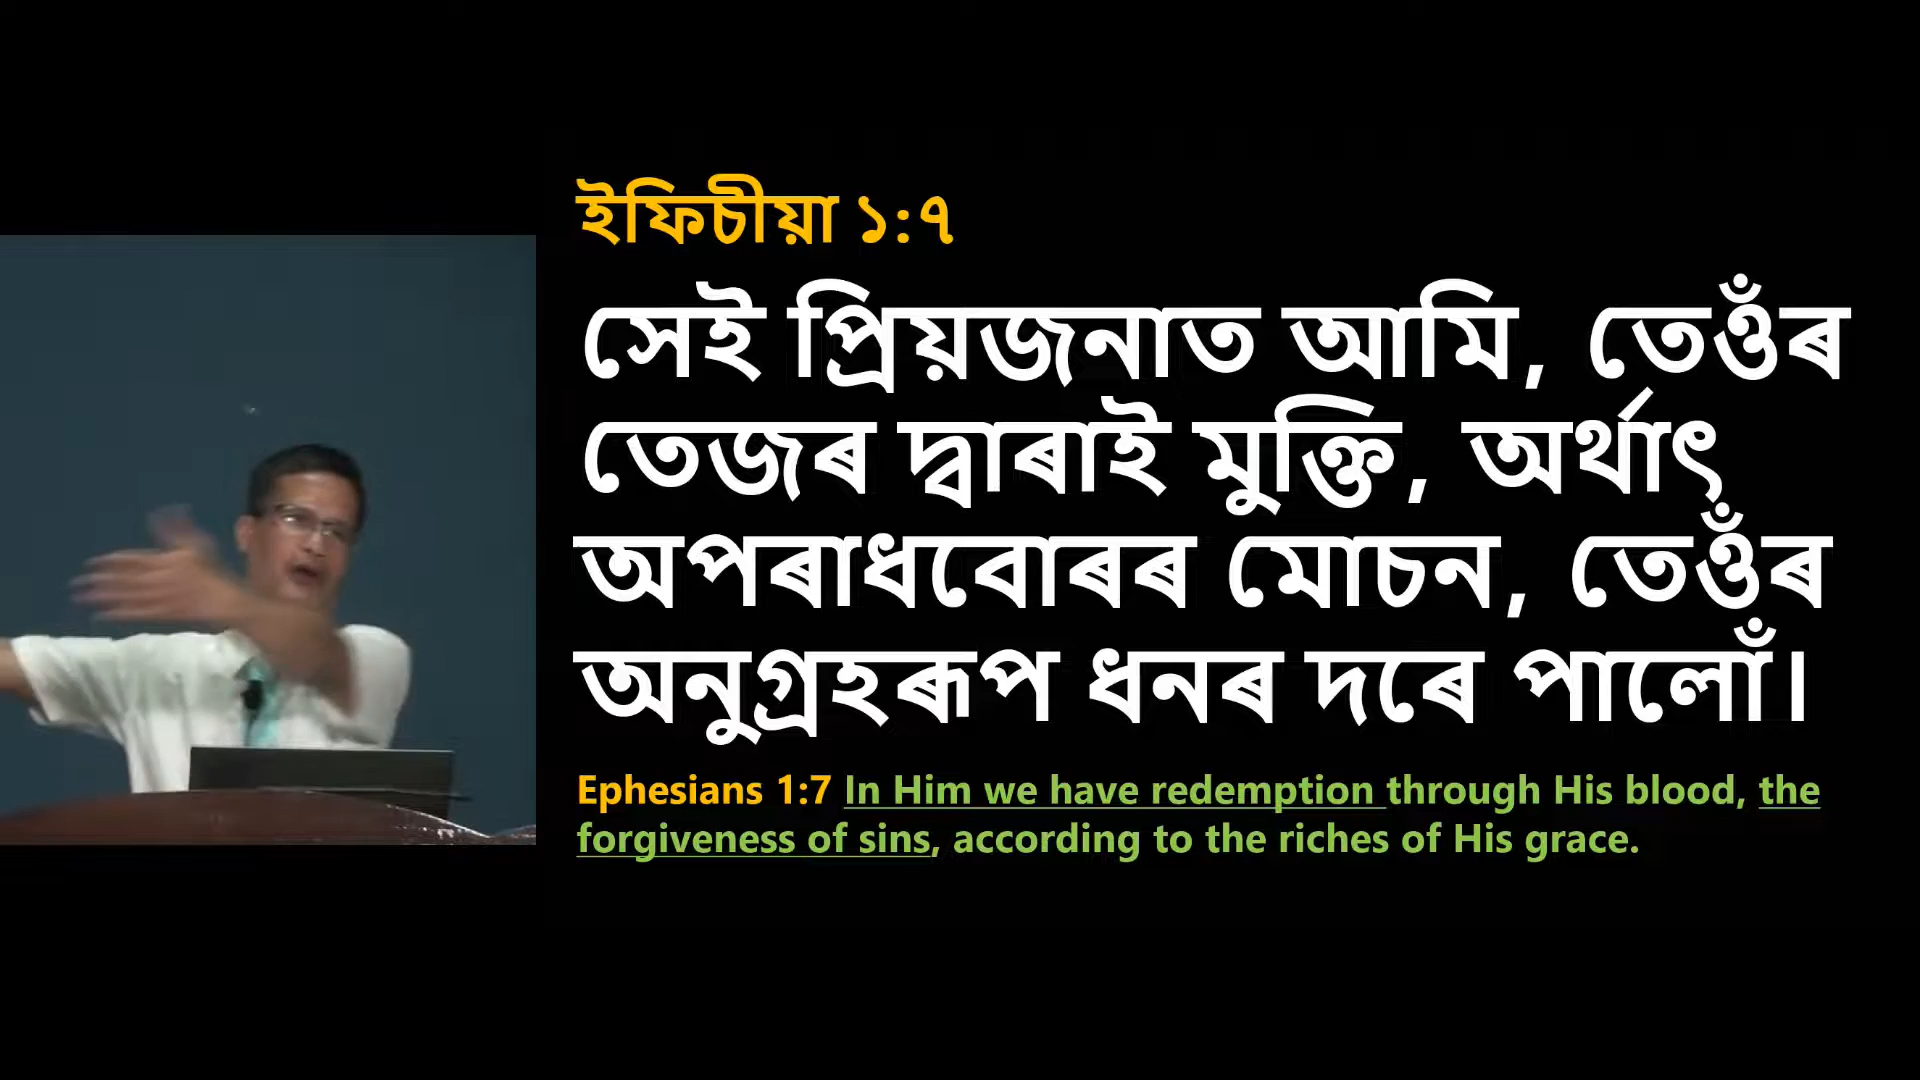 ইফিচীয়া ১:৭
সেই প্ৰিয়জনাত আমি, তেওঁৰ
তেজৰ দ্বাৰাই মুক্তি, অৰ্থাৎ
অপৰাধবোৰৰ মোচন, তেওঁৰ
অনুগ্ৰহৰূপ ধনৰ দৰে পালোঁ।
Ephesians 1:7 In Him we have redemption through His blood, the
forgiveness of sins, according to the riches of His grace.